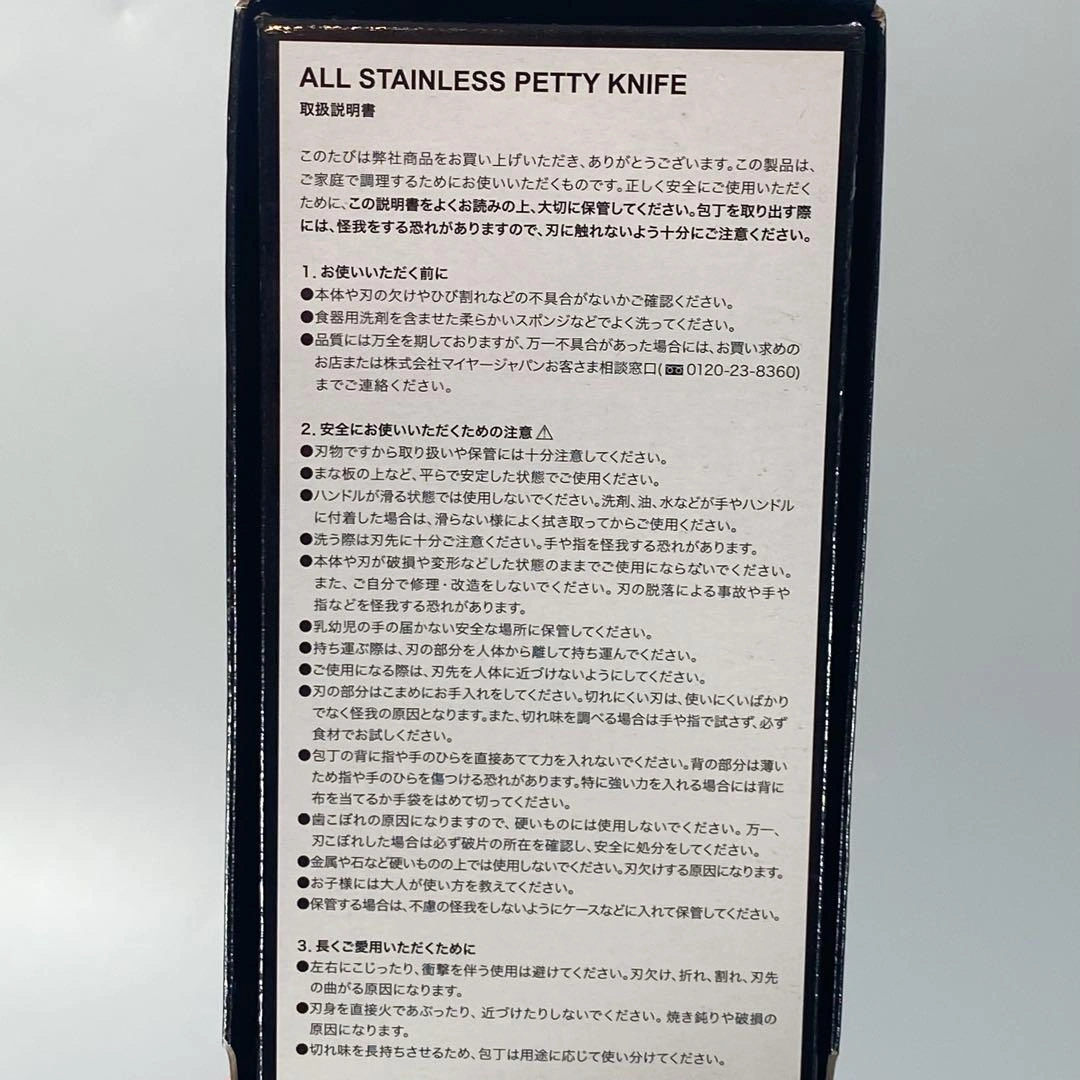 ALL STAINLESS PETTY KNIFE
取扱説明書
このたびは弊社商品をお買い上げいただき、ありがとうございます。この製品は、
ご家庭で調理するためにお使いいただくものです。正しく安全にご使用いただく
ために、この説明書をよくお読みの上、大切に保管してください。包丁を取り出す際
には、怪我をする恐れがありますので、刃に触れないよう十分にご注意ください。
1. お使いいただく前に
●本体や刃の欠けやひび割れなどの不具合がないかご確認ください。
●食器用洗剤を含ませた柔らかいスポンジなどでよく洗ってください。
●品質には万全を期しておりますが、万一不具合があった場合には、お買い求めの
お店または株式会社マイヤージャパンお客さま相談窓口(0120-23-8360)
までご連絡ください。
2. 安全にお使いいただくための注意⚠
●刃物ですから取り扱いや保管には十分注意してください。
●まな板の上など、平らで安定した状態でご使用ください。
●ハンドルが滑る状態では使用しないでください。洗剤、油、水などが手やハンドル
に付着した場合は、滑らない様によく拭き取ってからご使用ください。
●洗う際は刃先に十分ご注意ください。手や指を怪我する恐れがあります。
●本体や刃が破損や変形などした状態のままでご使用にならないでください。
また、ご自分で修理・改造をしないでください。刃の脱落による事故や手や
指などを怪我する恐れがあります。
●乳幼児の手の届かない安全な場所に保管してください。
●持ち運ぶ際は、刃の部分を人体から離して持ち運んでください。
●ご使用になる際は、刃先を人体に近づけないようにしてください。
●刃の部分はこまめにお手入れをしてください。切れにくい刃は、使いにくいばかり
でなく怪我の原因となります。また、切れ味を調べる場合は手や指で試さず、必ず
食材でお試しください。
●包丁の背に指や手のひらを直接あてて力を入れないでください。背の部分は薄い
ため指や手のひらを傷つける恐れがあります。特に強い力を入れる場合には背に
布を当てるか手袋をはめて切ってください。
●歯こぼれの原因になりますので、硬いものには使用しないでください。万一、
刃こぼれした場合は必ず破片の所在を確認し、安全に処分をしてください。
●金属や石など硬いものの上では使用しないでください。刃欠けする原因になります。
●お子様には大人が使い方を教えてください。
●保管する場合は、不慮の怪我をしないようにケースなどに入れて保管してください。
3. 長くご愛用いただくために
●左右にこじったり、衝撃を伴う使用は避けてください。刃欠け、折れ、割れ、刃先
の曲がる原因になります。
●刃身を直接火であぶったり、近づけたりしないでください。焼き鈍りや破損の
原因になります。
●切れ味を長持ちさせるため、包丁は用途に応じて使い分けてください。